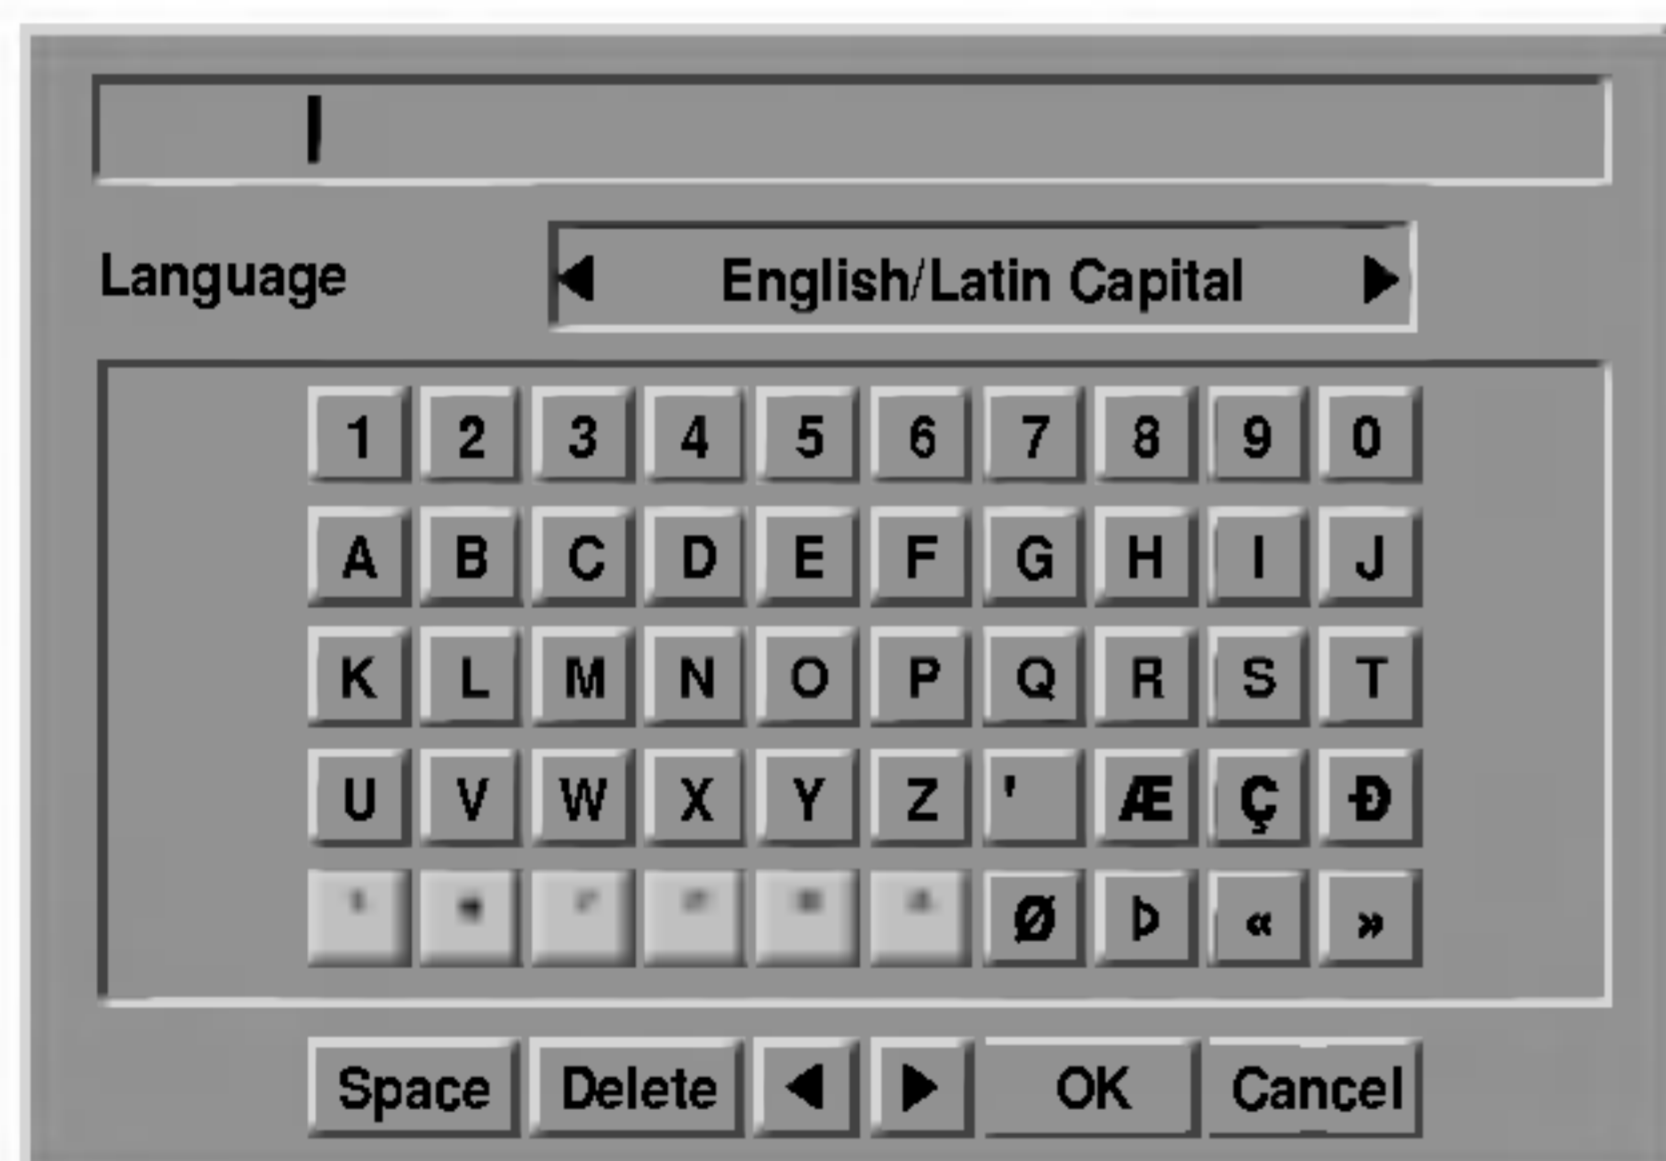 Language ◀ English/Latin Capital ▶
1 2 3 4 5 6 7 8 9 0
A B C D E F G H I J
K L M N O P Q R S T
U V W X Y Z ' Æ Ç Đ
Ø Þ « »
Space Delete ◀ ▶ OK Cancel